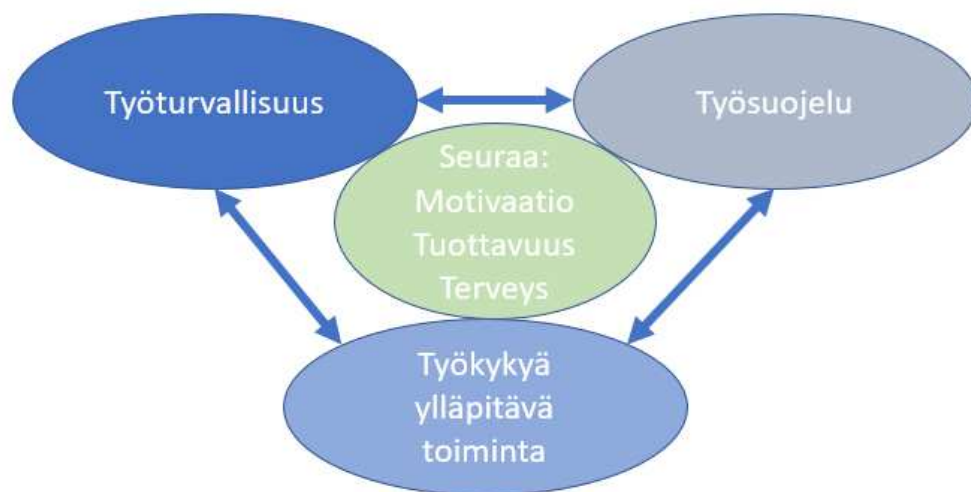 Työturvallisuus
Työsuojelu
Seuraa:
Motivaatio
Tuottavuus
Terveys
Työkykyä
ylläpitävä
toiminta